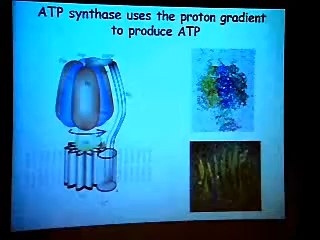 ATP synthase uses the proton gradient
to produce ATP